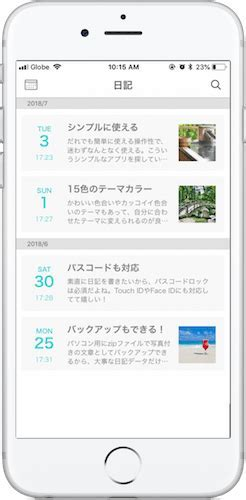 Globe
10:15 AM
23%
日記
2018/7
TUE
3
17:23
シンプルに使える
だれでも簡単に使える操作性で、
迷わずなんとなく使える。こうい
うシンプルなアプリを探してい...
SUN
1
17:27
15色のテーマカラー
かわいい色合いやカッコイイ色合
いのテーマもあって、自分に合わ
せたテーマに変えられるのが良...
2018/6
SAT
30
17:28
パスコードも対応
素直に日記を書きたいから、パスコードロック
は必須だよね。Touch IDやFace IDにも対応し
てて嬉しい！
MON
25
17:31
バックアップもできる！
パソコン用にzipファイルで写真付
きの文章としてバックアップでき
るから、大事な日記データだけ...